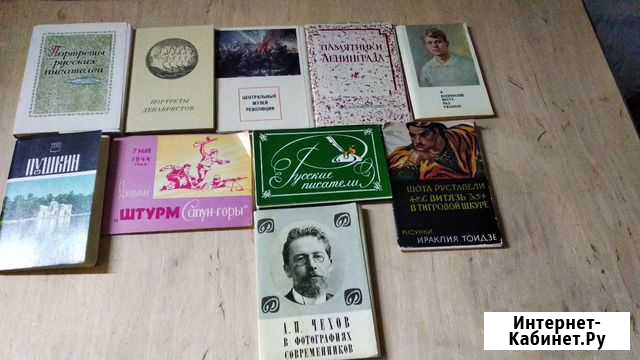 Портреты
русских
писателей
ПОРТРЕТЫ
ДЕКАБРИСТОВ
ЦЕНТРАЛЬНЫЙ
МУЗЕЙ
РЕВОЛЮЦИИ
ПАМЯТНИКИ
ЛЕНИНГРАДА
ПУШКИН
7 МАЯ
1944
ГОДА
"ШТУРМ Сапун-горы"
Русские
писатели
ШОТА РУСТАВЕЛИ
ВИТЯЗЬ
В ТИГРОВОЙ ШКУРЕ
РИСУНКИ
ИРАКЛИЯ ТОИДЗЕ
А.П. ЧЕХОВ
В ФОТОГРАФИЯХ
СОВРЕМЕННИКОВ
Интернет-
Кабинет.Ру